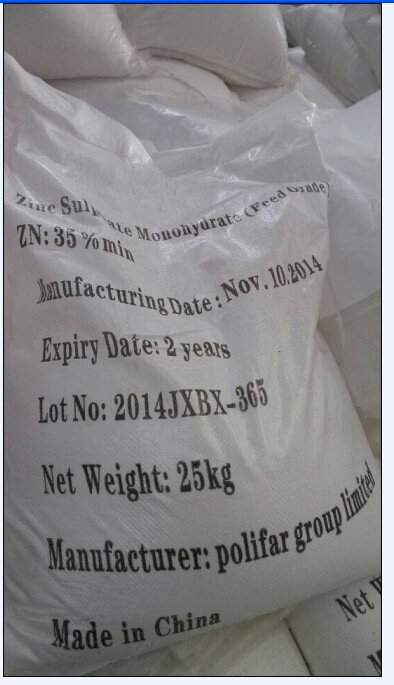 Zinc Sulphate Monohydrate (Feed Grade)
ZN: 35%min
Manufacturing Date: Nov. 10.2014
Expiry Date: 2 years
Lot No: 2014JXBX-365
Net Weight: 25kg
Manufacturer: polifar group limited
Made in China
Net